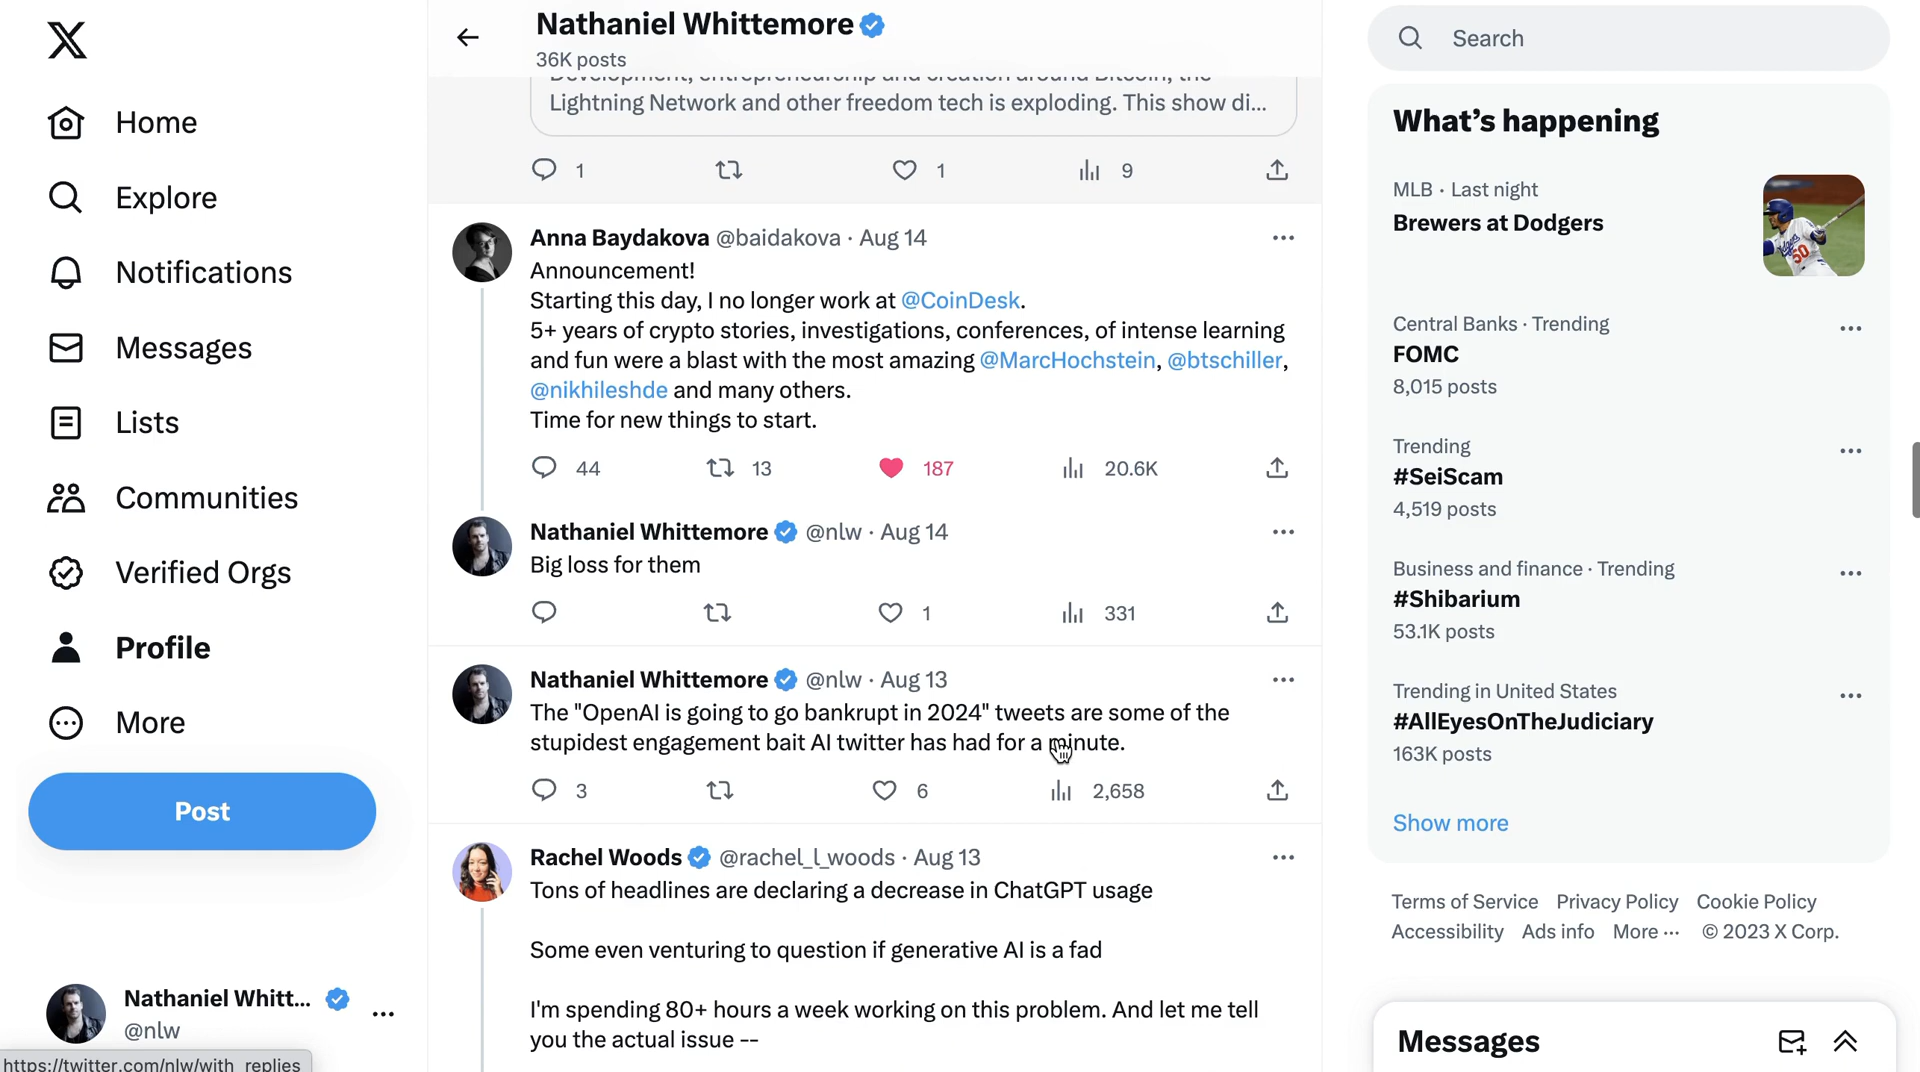 Home
Explore
Notifications
Messages
Lists
Communities
Verified Orgs
Profile
More
Post
Nathaniel Whitt...
@nlw
https://twitter.com/nlw/with_replies
Nathaniel Whittemore
36K posts
Development, entrepreneurship and creation around Bitcoin, the
Lightning Network and other freedom tech is exploding. This show di...
1
1
9
Anna Baydakova @baidakova · Aug 14
Announcement!
Starting this day, I no longer work at @CoinDesk.
5+ years of crypto stories, investigations, conferences, of intense learning
and fun were a blast with the most amazing @MarcHochstein, @btschiller,
@nikhileshde and many others.
Time for new things to start.
44
13
187
20.6K
Nathaniel Whittemore @nlw · Aug 14
Big loss for them
1
331
Nathaniel Whittemore @nlw · Aug 13
The "OpenAI is going to go bankrupt in 2024" tweets are some of the
stupidest engagement bait AI twitter has had for a minute.
3
6
2,658
Rachel Woods @rachel_l_woods · Aug 13
Tons of headlines are declaring a decrease in ChatGPT usage
Some even venturing to question if generative AI is a fad
I'm spending 80+ hours a week working on this problem. And let me tell
you the actual issue --
Search
What's happening
MLB · Last night
Brewers at Dodgers
50
Central Banks · Trending
FOMC
8,015 posts
Trending
#SeiScam
4,519 posts
Business and finance · Trending
#Shibarium
53.1K posts
Trending in United States
#AllEyesOnTheJudiciary
163K posts
Show more
Terms of Service Privacy Policy Cookie Policy
Accessibility Ads info More ··· © 2023 X Corp.
Messages